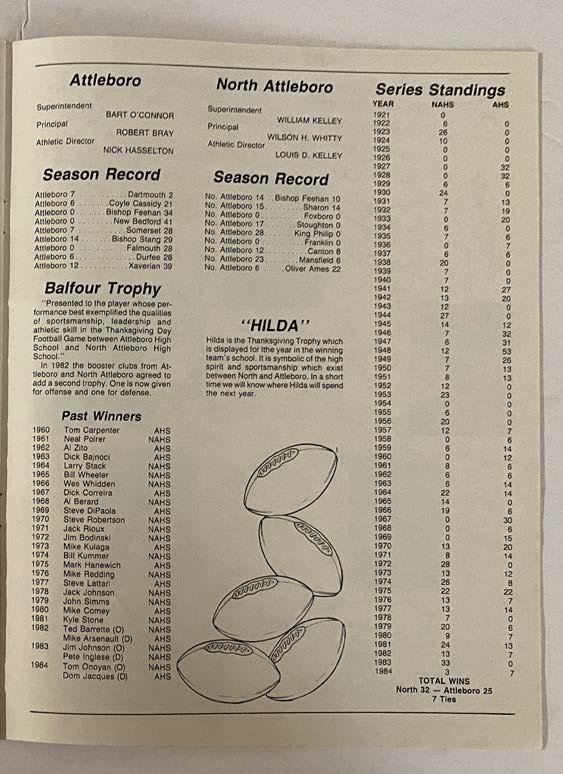 Attleboro
Superintendent
BART O'CONNOR
Principal
ROBERT BRAY
Athletic Director
NICK HASSELTON
Season Record
Attleboro 7 . . . . . . . . . . . Dartmouth 2
Attleboro 6 . . . . . . . . Coyle Cassidy 21
Attleboro 0 . . . . . Bishop Feehan 34
Attleboro 0 . . . . . . . . New Bedford 41
Attleboro 7 . . . . . . . . . . . Somerset 28
Attleboro 14 . . . . . . . Bishop Stang 29
Attleboro 0 . . . . . . . . . . . Falmouth 28
Attleboro 6 . . . . . . . . . . . . . Durfee 28
Attleboro 12 . . . . . . . . . . . Xaverian 39
Balfour Trophy
"Presented to the player whose per-
formance best exemplified the qualities
of sportsmanship, leadership and
athletic skill in the Thanksgiving Day
Football Game between Attleboro High
School and North Attleboro High
School."
In 1982 the booster clubs from At-
tleboro and North Attleboro agreed to
add a second trophy. One is now given
for offense and one for defense.
Past Winners
1960 Tom Carpenter AHS
1961 Neal Poirer NAHS
1962 Al Zito AHS
1963 Dick Bajnoci AHS
1964 Larry Stack NAHS
1965 Bill Wheeler NAHS
1966 Wes Whidden NAHS
1967 Dick Correira AHS
1968 Al Berard NAHS
1969 Steve DiPaola AHS
1970 Steve Robertson AHS
1971 Jack Rioux NAHS
1972 Jim Bodinski NAHS
1973 Mike Kulaga AHS
1974 Bill Kummer NAHS
1975 Mark Hanewich AHS
1976 Mike Redding NAHS
1977 Steve Lattari AHS
1978 Jack Johnson NAHS
1979 John Simms NAHS
1980 Mike Comey AHS
1981 Kyle Stone NAHS
1982 Ted Barrette (O) NAHS
Mike Arsenault (D) AHS
1983 Jim Johnson (O) NAHS
Pete Inglese (D) NAHS
1984 Tom Onoyan (O) NAHS
Dom Jacques (D) AHS
North Attleboro
Superintendent
WILLIAM KELLEY
Principal
WILSON H. WHITTY
Athletic Director
LOUIS D. KELLEY
Season Record
No. Attleboro 14 . . Bishop Feehan 10
No. Attleboro 15 . . . . . . . . . Sharon 14
No. Attleboro 0 . . . . . . . . . . Foxboro 0
No. Attleboro 17 . . . . . . . Stoughton 0
No. Attleboro 28 . . . . . . King Philip 0
No. Attleboro 0 . . . . . . . . . . Franklin 0
No. Attleboro 12 . . . . . . . . . . Canton 8
No. Attleboro 23 . . . . . . . Mansfield 6
No. Attleboro 6 . . . . . . Oliver Ames 22
"HILDA"
Hilda is the Thanksgiving Trophy which
is displayed for lthe year in the winning
team's school. It is symbolic of the high
spirit and sportsmanship which exist
between North and Attleboro. In a short
time we will know where Hilda will spend
the next year.
Series Standings
YEAR NAHS AHS
1921 0
1922 6 0
1923 26 0
1924 10 0
1925 0 0
1926 0 0
1927 0 32
1928 0 32
1929 6 6
1930 24 0
1931 7 13
1932 7 19
1933 0 20
1934 6 0
1935 7 6
1936 0 7
1937 6 6
1938 20 0
1939 7 0
1940 7 0
1941 12 27
1942 13 20
1943 12 0
1944 27 0
1945 14 12
1946 7 32
1947 6 31
1948 12 53
1949 7 26
1950 7 13
1951 8 13
1952 12 0
1953 23 0
1954 0 0
1955 6 0
1956 20 0
1957 12 7
1958 0 6
1959 6 14
1960 0 12
1961 8 6
1962 6 6
1963 6 14
1964 22 14
1965 14 0
1966 19 6
1967 0 30
1968 0 6
1969 0 15
1970 13 20
1971 8 14
1972 28 0
1973 13 12
1974 26 8
1975 22 22
1976 13 7
1977 13 14
1978 7 0
1979 20 6
1980 9 7
1981 24 13
1982 13 7
1983 33 0
1984 3 7
TOTAL WINS
North 32 — Attleboro 25
7 Ties